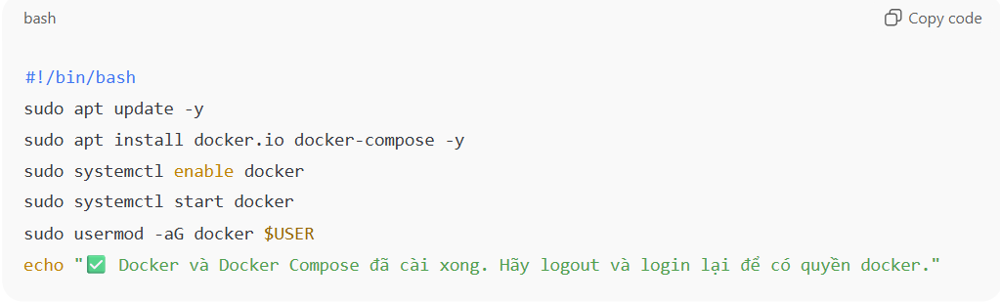 bash
Copy code
#!/bin/bash
sudo apt update -y
sudo apt install docker.io docker-compose -y
sudo systemctl enable docker
sudo systemctl start docker
sudo usermod -aG docker $USER
echo "✅ Docker và Docker Compose đã cài xong. Hãy logout và login lại để có quyền docker."